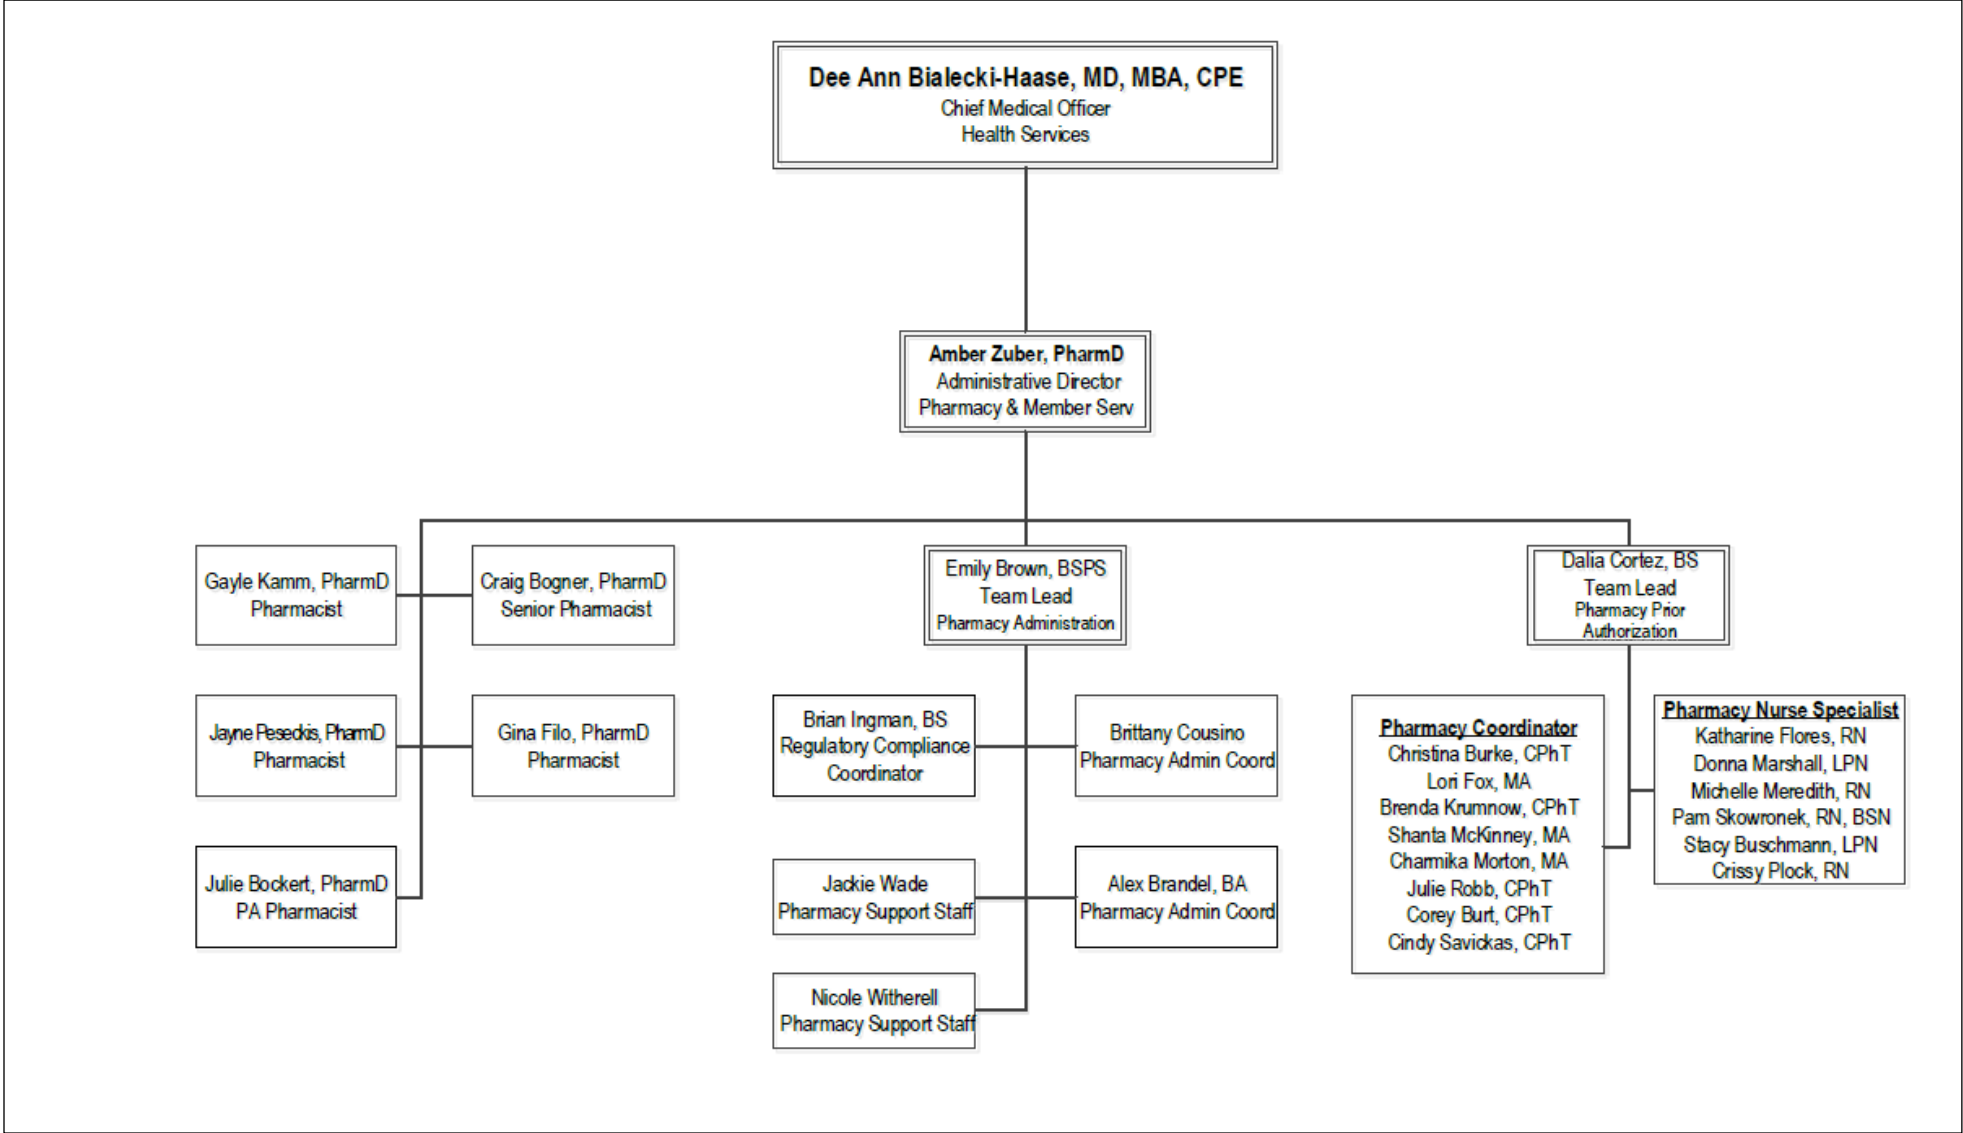 Dee Ann Bialecki-Haase, MD, MBA, CPE
Chief Medical Officer
Health Services
Amber Zuber, PharmD
Administrative Director
Pharmacy & Member Serv
Gayle Kamm, PharmD
Pharmacist
Craig Bogner, PharmD
Senior Pharmacist
Jayne Peseckis, PharmD
Pharmacist
Gina Filo, PharmD
Pharmacist
Julie Bockert, PharmD
PA Pharmacist
Emily Brown, BSPS
Team Lead
Pharmacy Administration
Brian Ingman, BS
Regulatory Compliance
Coordinator
Brittany Cousino
Pharmacy Admin Coord
Jackie Wade
Pharmacy Support Staff
Alex Brandel, BA
Pharmacy Admin Coord
Nicole Witherell
Pharmacy Support Staff
Dalia Cortez, BS
Team Lead
Pharmacy Prior
Authorization
Pharmacy Coordinator
Christina Burke, CPhT
Lori Fox, MA
Brenda Krumnow, CPhT
Shanta McKinney, MA
Charmika Morton, MA
Julie Robb, CPhT
Corey Burt, CPhT
Cindy Savickas, CPhT
Pharmacy Nurse Specialist
Katharine Flores, RN
Donna Marshall, LPN
Michelle Meredith, RN
Pam Skowronek, RN, BSN
Stacy Buschmann, LPN
Crissy Plock, RN